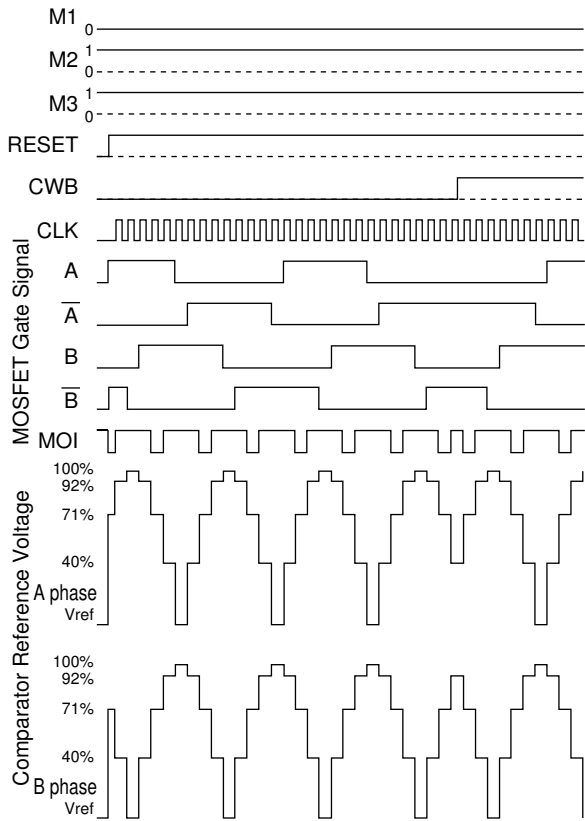 M1
0
1
M2
0
1
M3
0
RESET
CWB
CLK
MOSFET Gate Signal
A
A
B
B
MOI
Comparator Reference Voltage
100%
92%
71%
40%
A phase
Vref
100%
92%
71%
40%
B phase
Vref